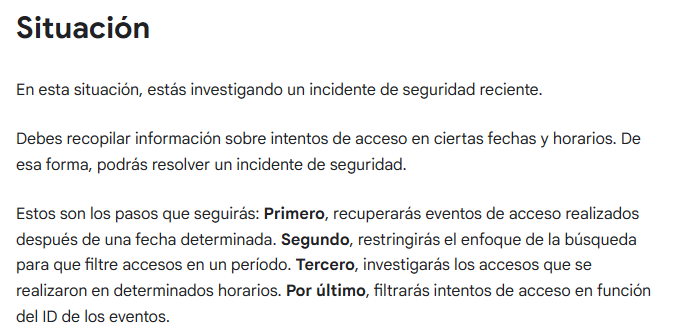 Situación
En esta situación, estás investigando un incidente de seguridad reciente.
Debes recopilar información sobre intentos de acceso en ciertas fechas y horarios. De
esa forma, podrás resolver un incidente de seguridad.
Estos son los pasos que seguirás: Primero, recuperarás eventos de acceso realizados
después de una fecha determinada. Segundo, restringirás el enfoque de la búsqueda
para que filtre accesos en un período. Tercero, investigarás los accesos que se
realizaron en determinados horarios. Por último, filtrarás intentos de acceso en función
del ID de los eventos.